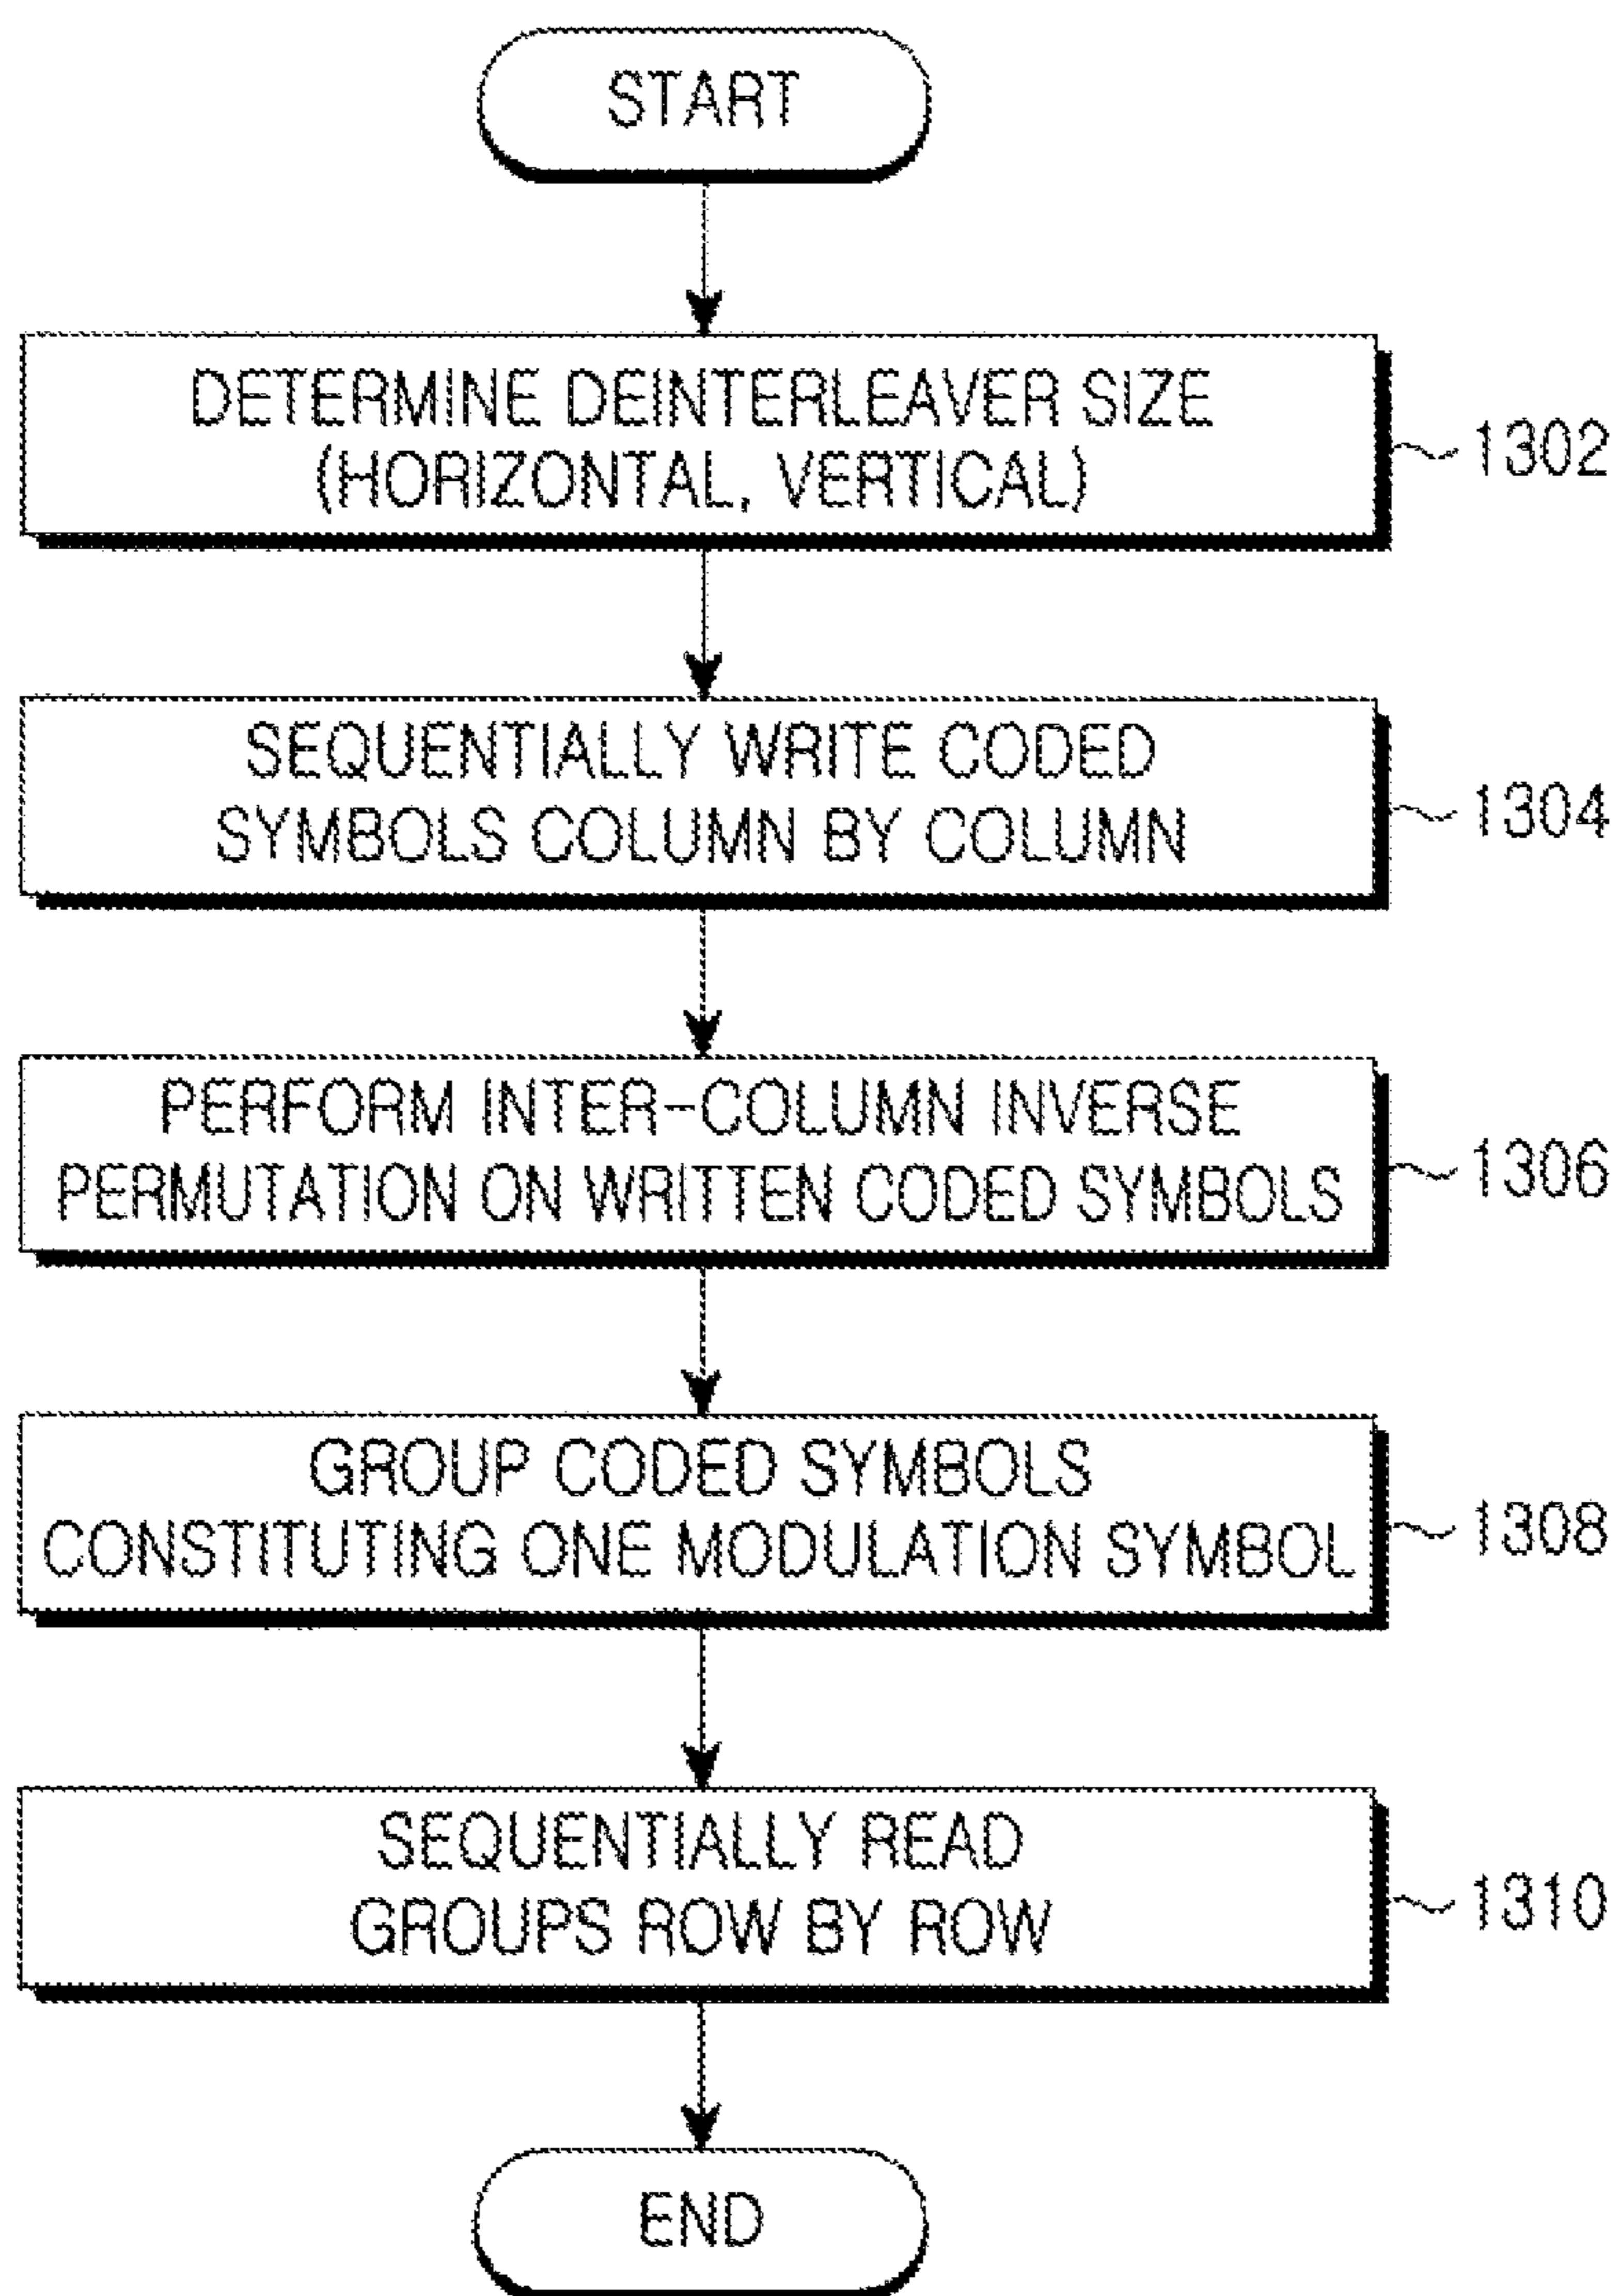 START
DETERMINE DEINTERLEAVER SIZE
(HORIZONTAL, VERTICAL)
1302
SEQUENTIALLY WRITE CODED
SYMBOLS COLUMN BY COLUMN
1304
PERFORM INTER-COLUMN INVERSE
PERMUTATION ON WRITTEN CODED SYMBOLS
1306
GROUP CODED SYMBOLS
CONSTITUTING ONE MODULATION SYMBOL
1308
SEQUENTIALLY READ
GROUPS ROW BY ROW
1310
END